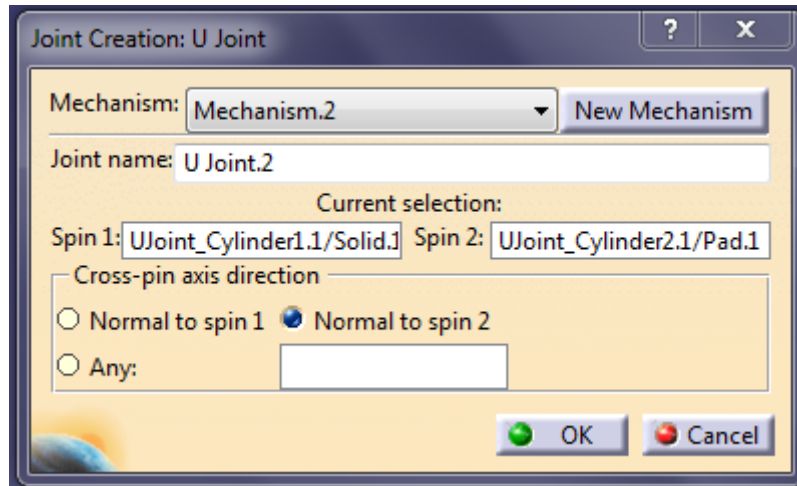 Joint Creation: U Joint
? X
Mechanism: Mechanism.2 New Mechanism
Joint name: U Joint.2
Current selection:
Spin 1: UJoint_Cylinder1.1/Solid.1 Spin 2: UJoint_Cylinder2.1/Pad.1
Cross-pin axis direction
Normal to spin 1 Normal to spin 2
Any:
OK Cancel